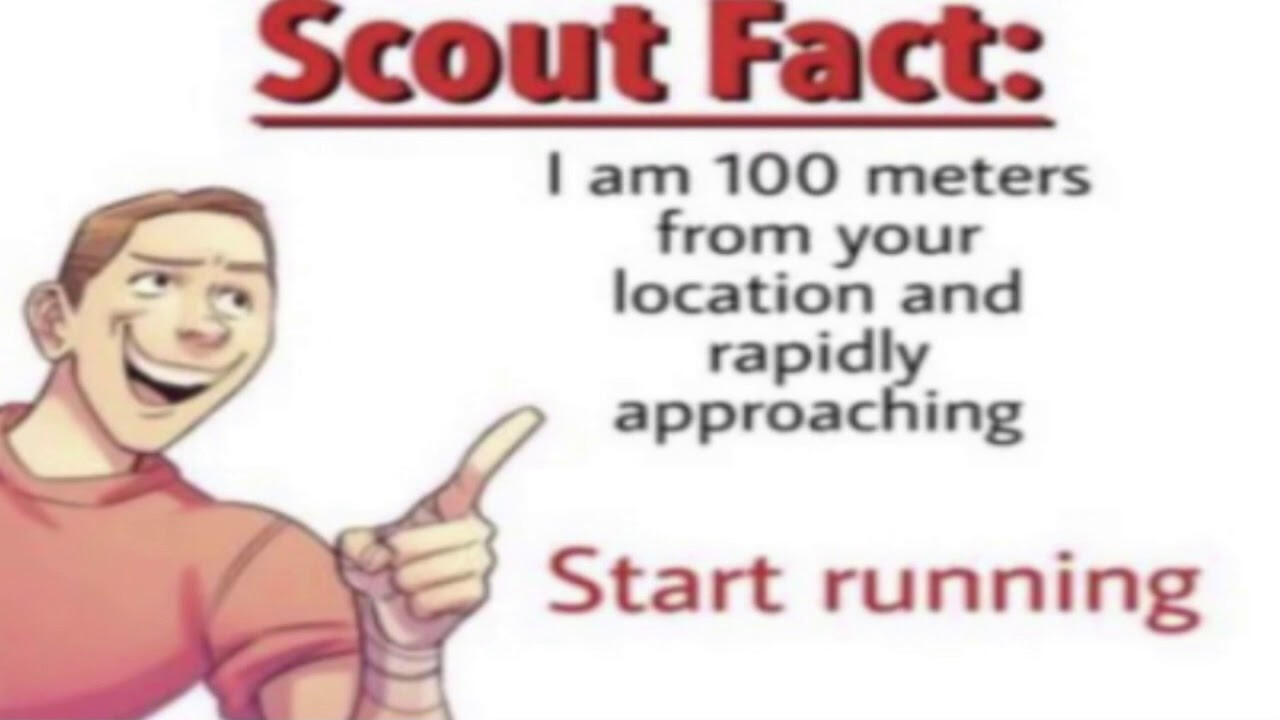 Scout Fact:
I am 100 meters
from your
location and
rapidly
approaching
Start running